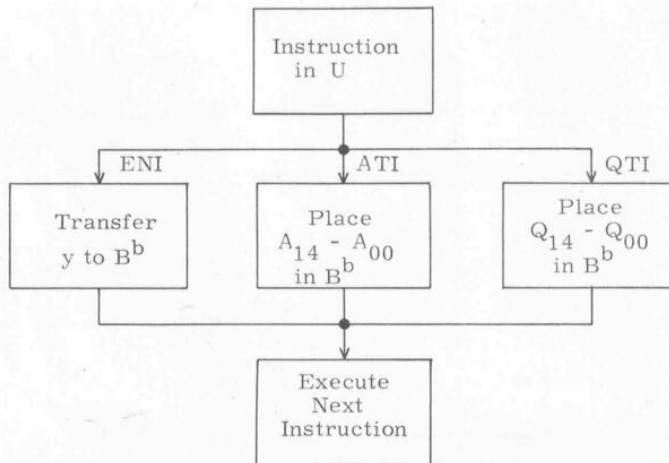 Instruction
in U
ENI
ATI
QTI
Transfer
y to B^b
Place
A_14 - A_00
in B^b
Place
Q_14 - Q_00
in B^b
Execute
Next
Instruction